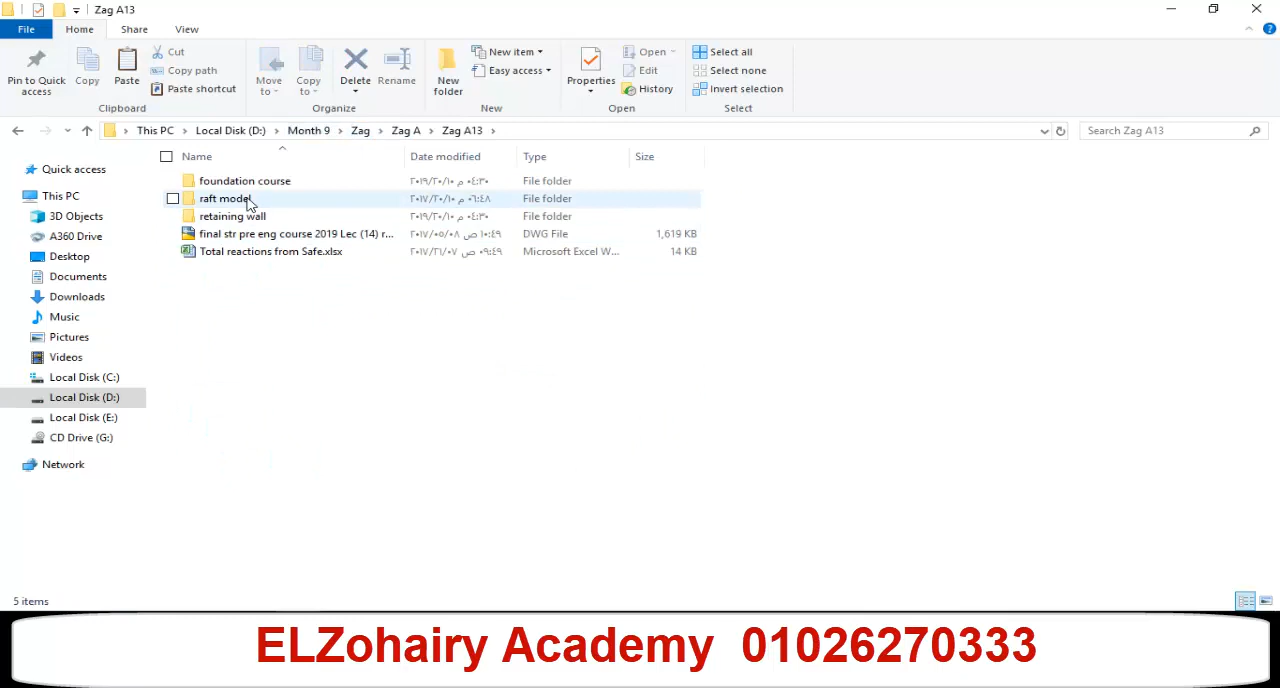 Zag A13
File
Home
Share
View
Pin to Quick access
Copy
Paste
Cut
Copy path
Paste shortcut
Clipboard
Move to
Copy to
Delete
Rename
Organize
New folder
New item
Easy access
New
Properties
Open
Edit
History
Open
Select all
Select none
Invert selection
Select
This PC > Local Disk (D:) > Month 9 > Zag > Zag A > Zag A13 >
Search Zag A13
Name Date modified Type Size
foundation course File folder
raft model File folder
retaining wall File folder
final str pre eng course 2019 Lec (14) r... DWG File 1,619 KB
Total reactions from Safe.xlsx Microsoft Excel W... 14 KB
Quick access
This PC
3D Objects
A360 Drive
Desktop
Documents
Downloads
Music
Pictures
Videos
Local Disk (C:)
Local Disk (D:)
Local Disk (E:)
CD Drive (G:)
Network
5 items
ELZohairy Academy 01026270333